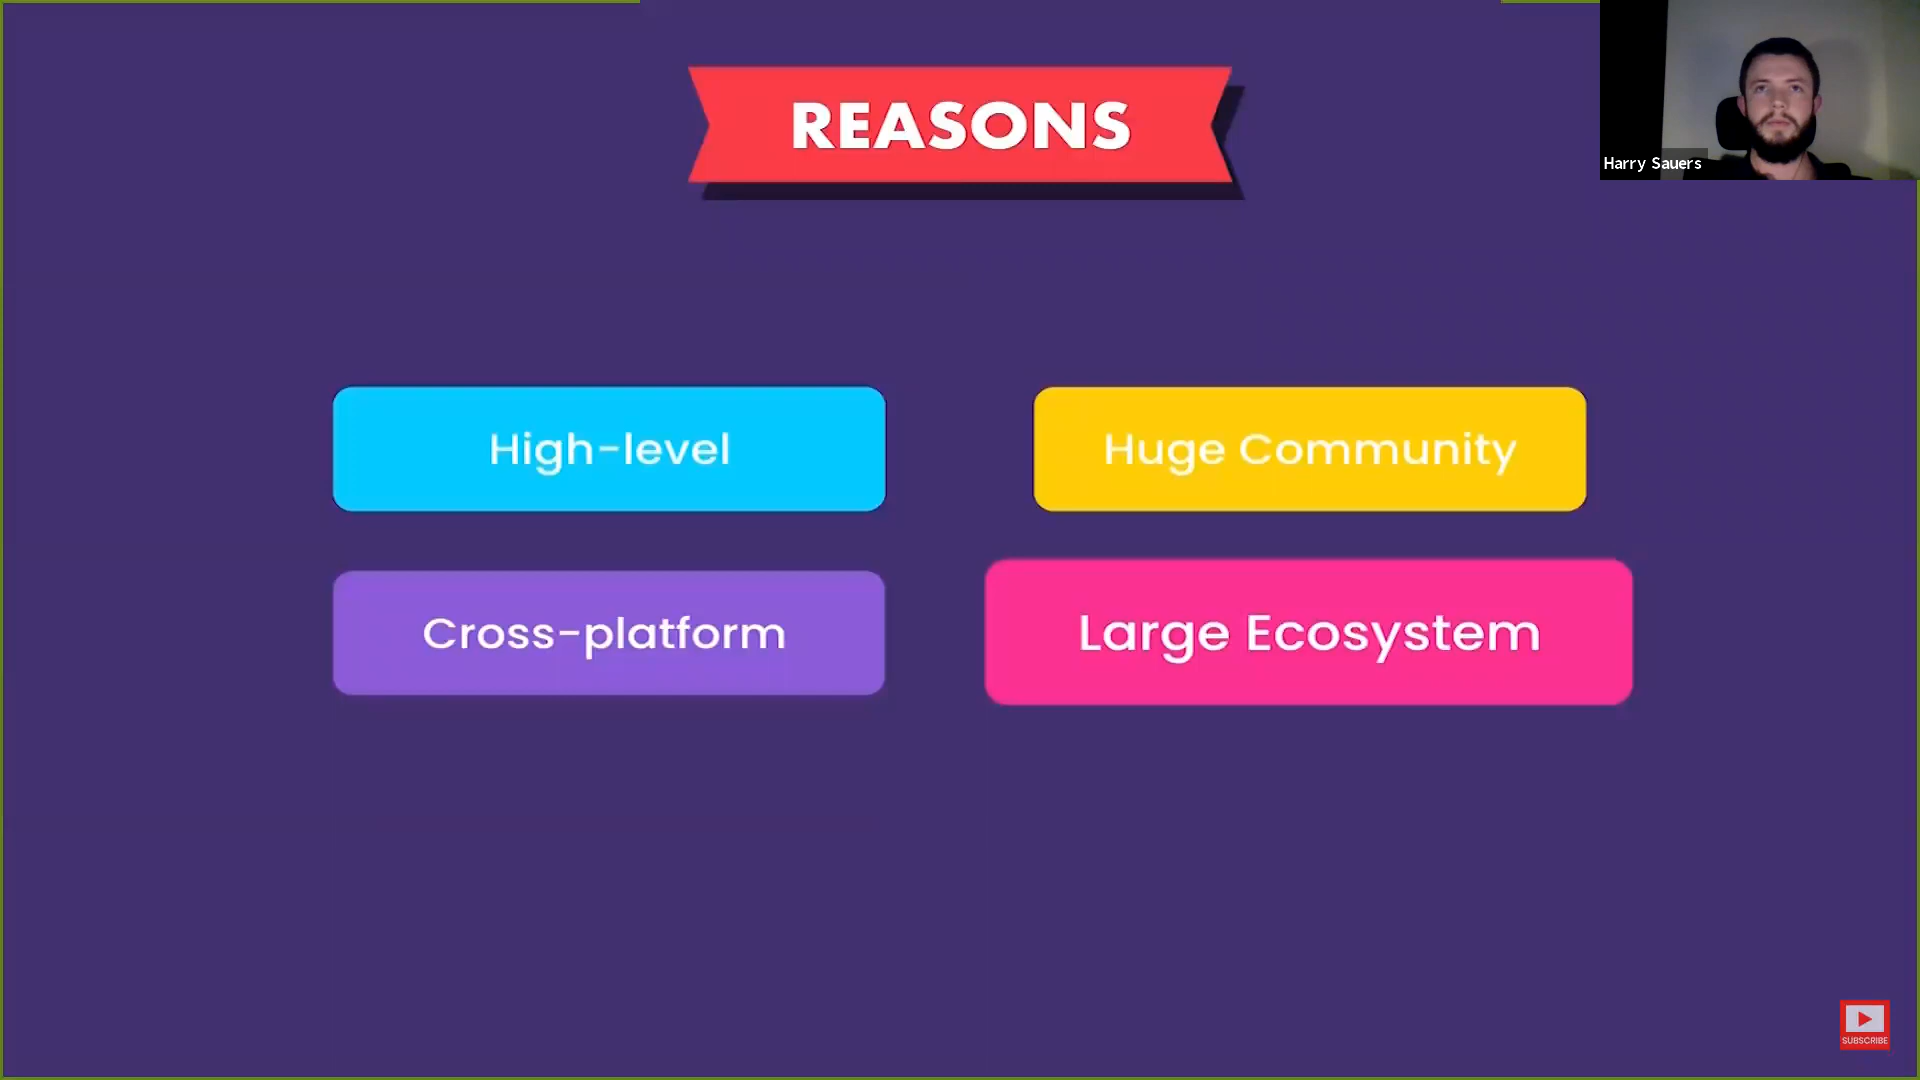 REASONS
Harry Sauers
High-level
Huge Community
Cross-platform
Large Ecosystem
SUBSCRIBE